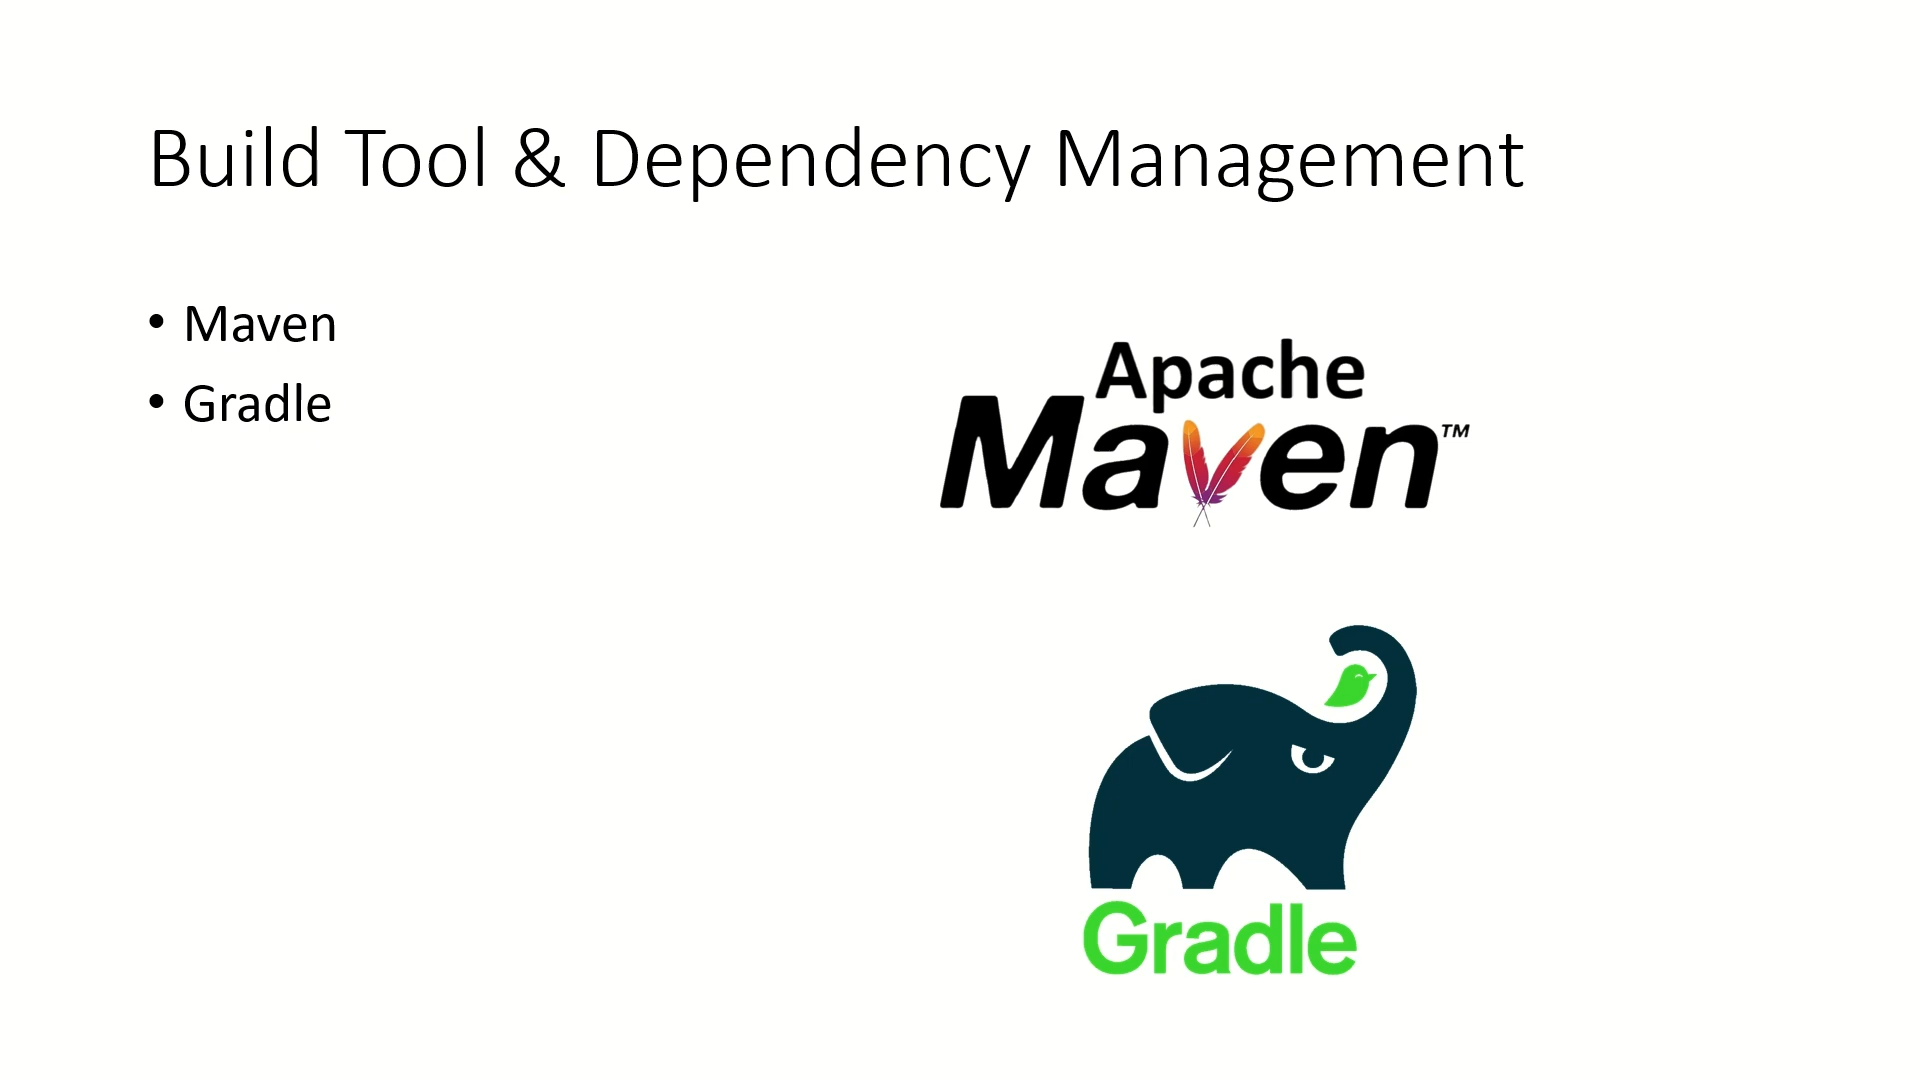 Build Tool & Dependency Management
• Maven
• Gradle
Apache
Maven™
Gradle